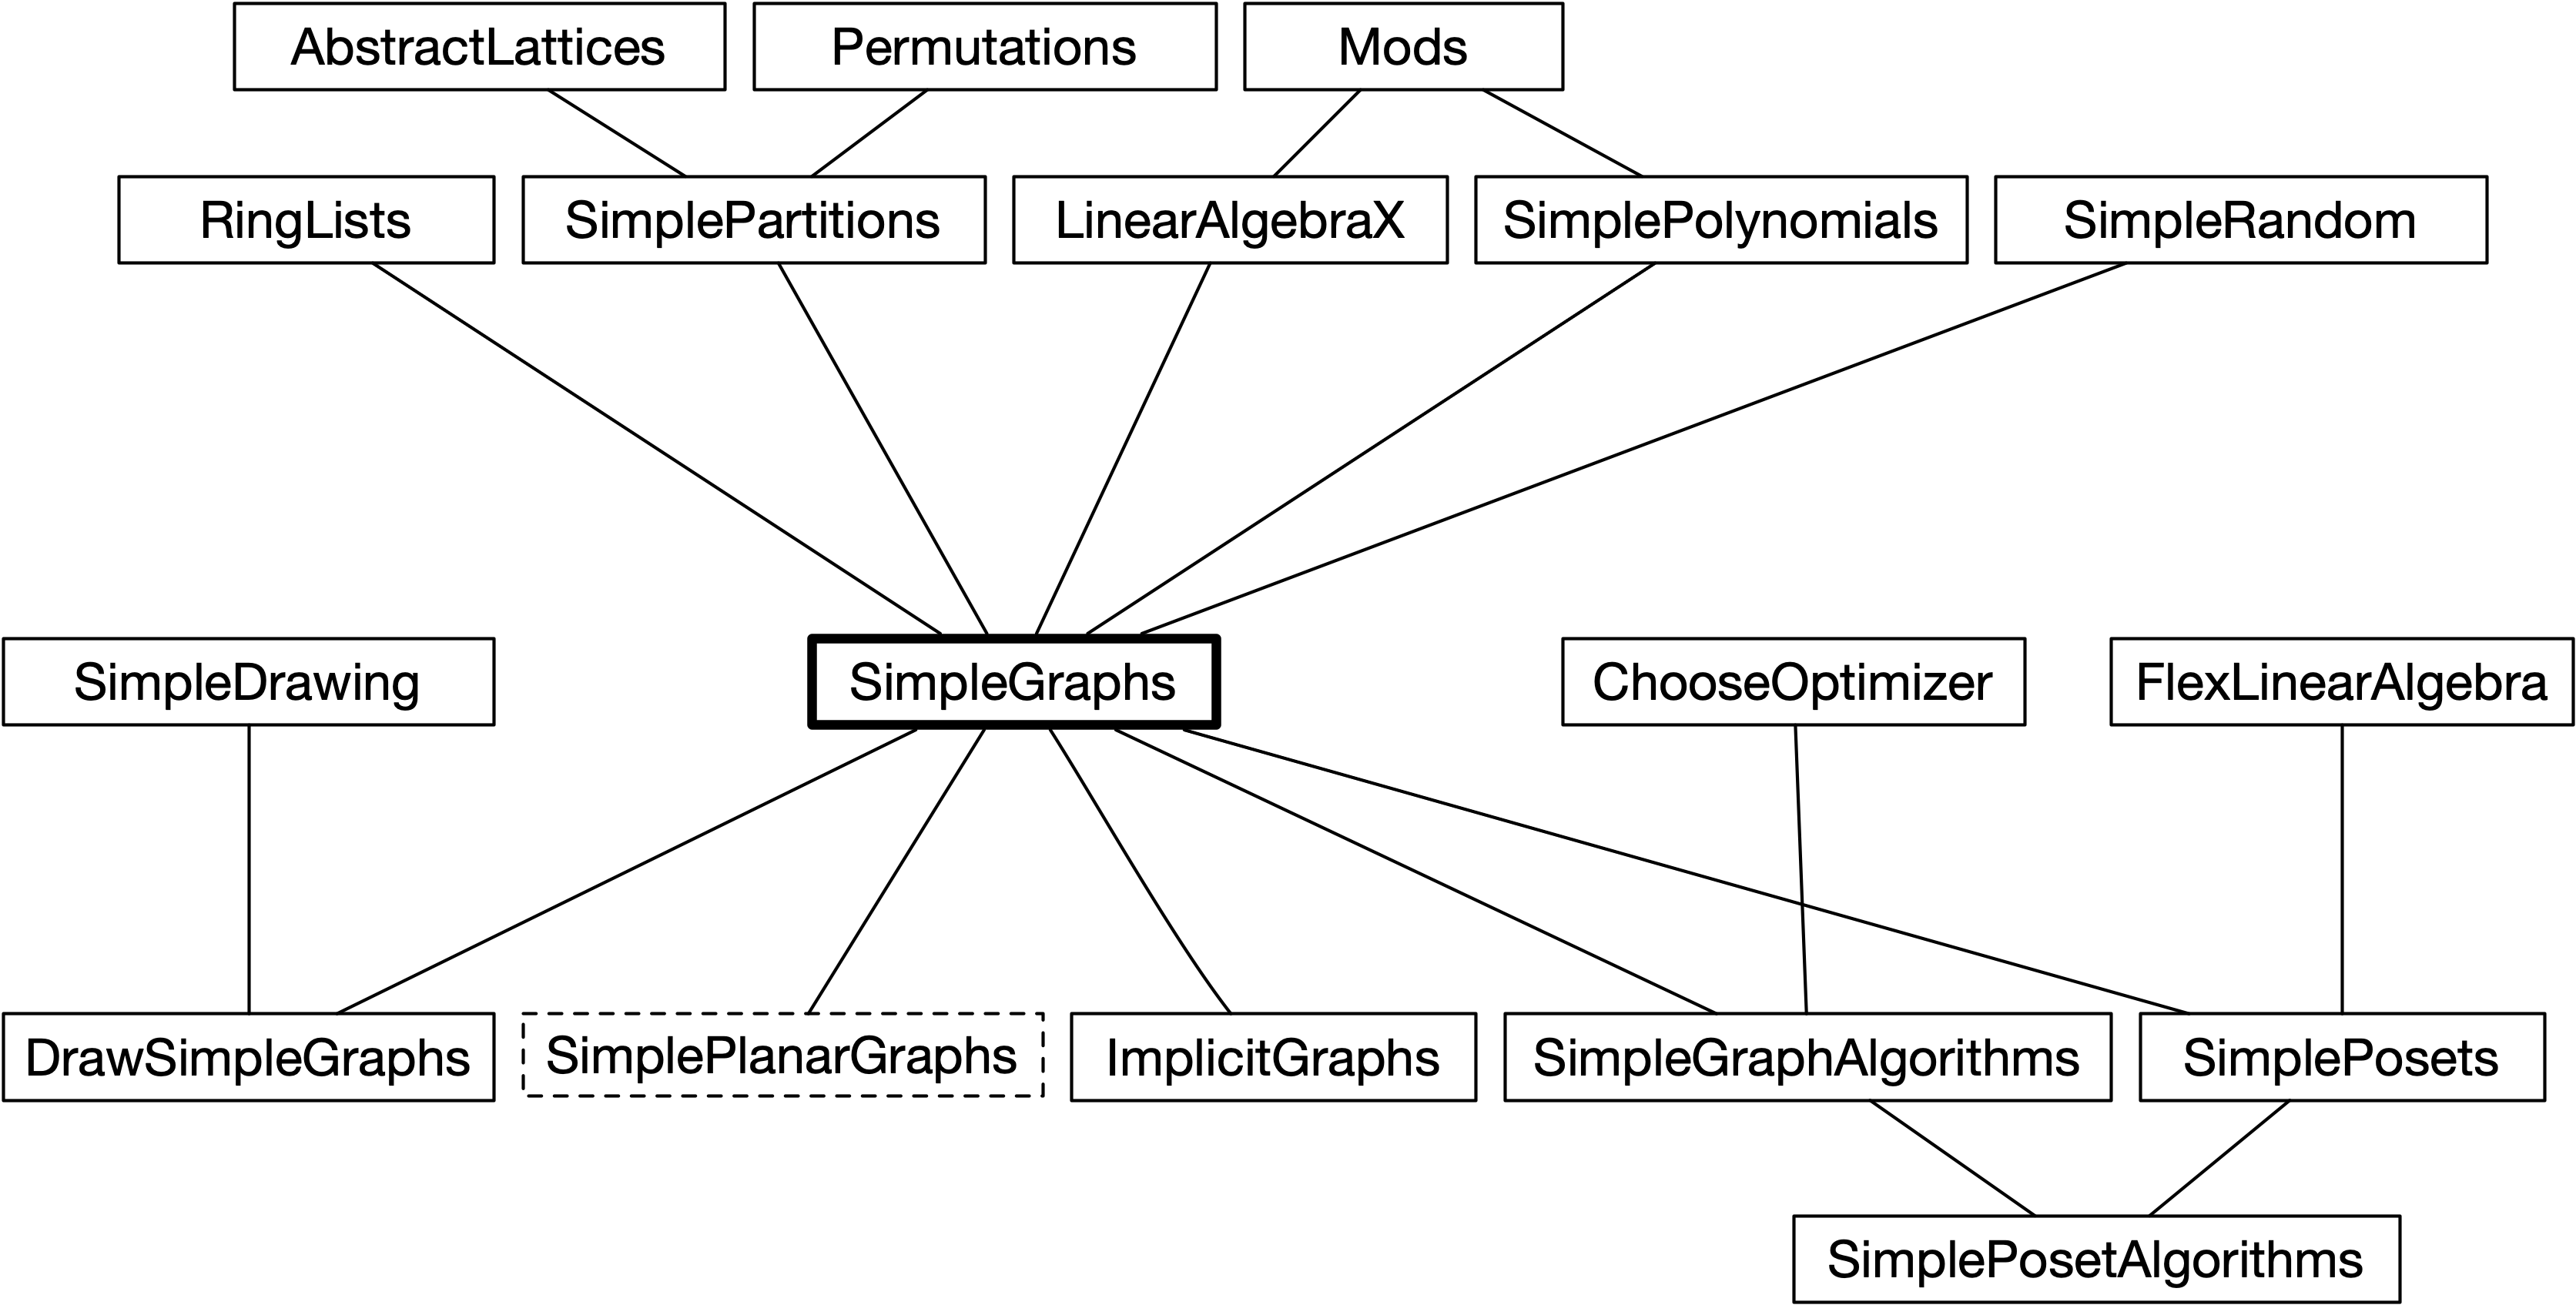 AbstractLattices
Permutations
Mods
RingLists
SimplePartitions
LinearAlgebraX
SimplePolynomials
SimpleRandom
SimpleDrawing
SimpleGraphs
ChooseOptimizer
FlexLinearAlgebra
DrawSimpleGraphs
SimplePlanarGraphs
ImplicitGraphs
SimpleGraphAlgorithms
SimplePosets
SimplePosetAlgorithms